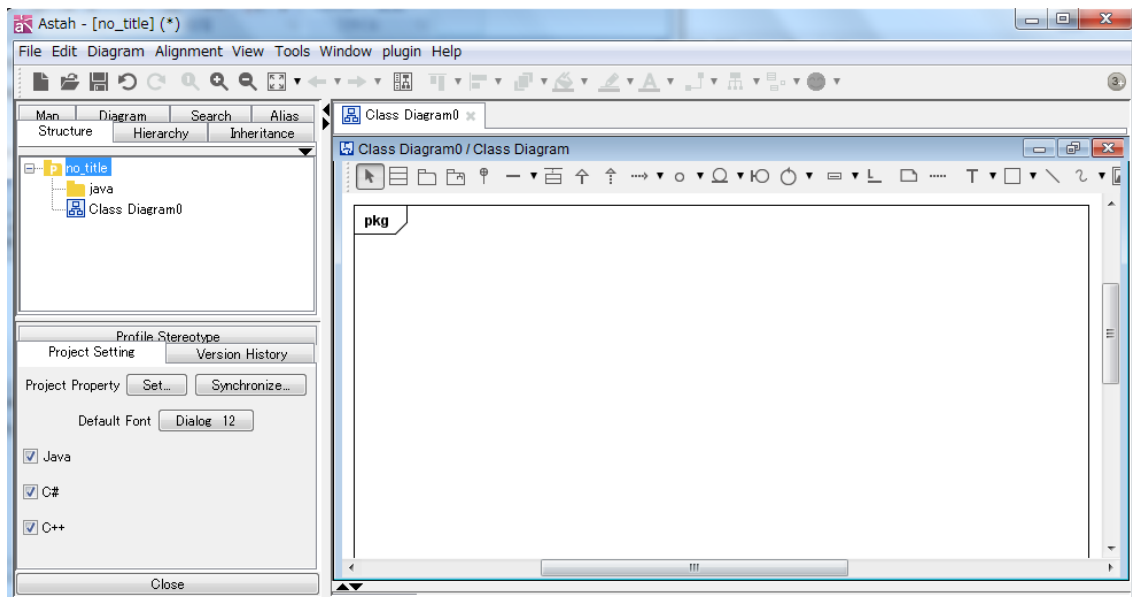 Astah - [no_title] (*)
File Edit Diagram Alignment View Tools Window plugin Help
3
Map Diagram Search Alias
Structure Hierarchy Inheritance
no_title
java
Class Diagram0
Profile Stereotype
Project Setting Version History
Project Property Set... Synchronize...
Default Font Dialog 12
Java
C#
C++
Close
Class Diagram0
Class Diagram0 / Class Diagram
T
pkg